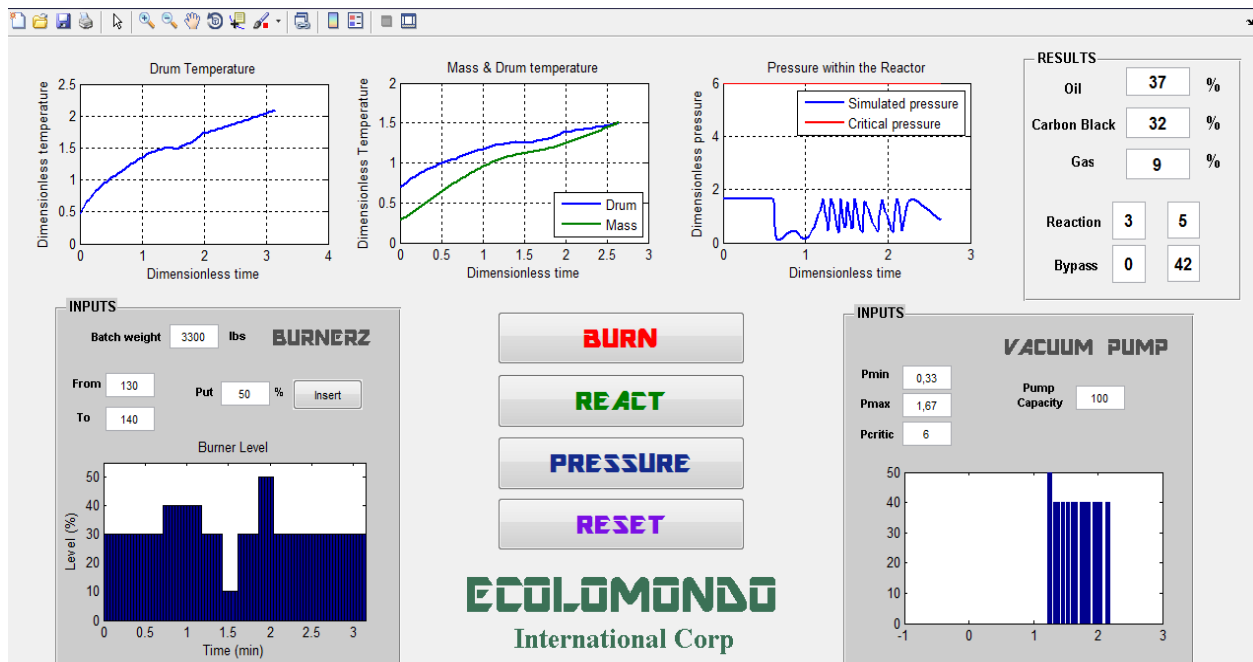 Drum Temperature
Dimensionless temperature
2.5
2
1.5
1
0.5
0
0 1 2 3 4
Dimensionless time
Mass & Drum temperature
Dimensionless Temperature
2
1.5
1
0.5
0
Drum
Mass
0 0.5 1 1.5 2 2.5 3
Dimensionless time
Pressure within the Reactor
Dimensionless pressure
6
4
2
0
Simulated pressure
Critical pressure
0 1 2 3
Dimensionless time
RESULTS
Oil 37 %
Carbon Black 32 %
Gas 9 %
Reaction 3 5
Bypass 0 42
INPUTS
Batch weight 3300 lbs BURNERZ
From 130
Put 50 % Insert
To 140
Burner Level
Level (%)
50
40
30
20
10
0
0 0.5 1 1.5 2 2.5 3
Time (min)
BURN
REACT
PRESSURE
RESET
ECOLOMONDO
International Corp
INPUTS
VACUUM PUMP
Pmin 0,33
Pmax 1,67
Pcritic 6
Pump
Capacity 100
50
40
30
20
10
0
-1 0 1 2 3